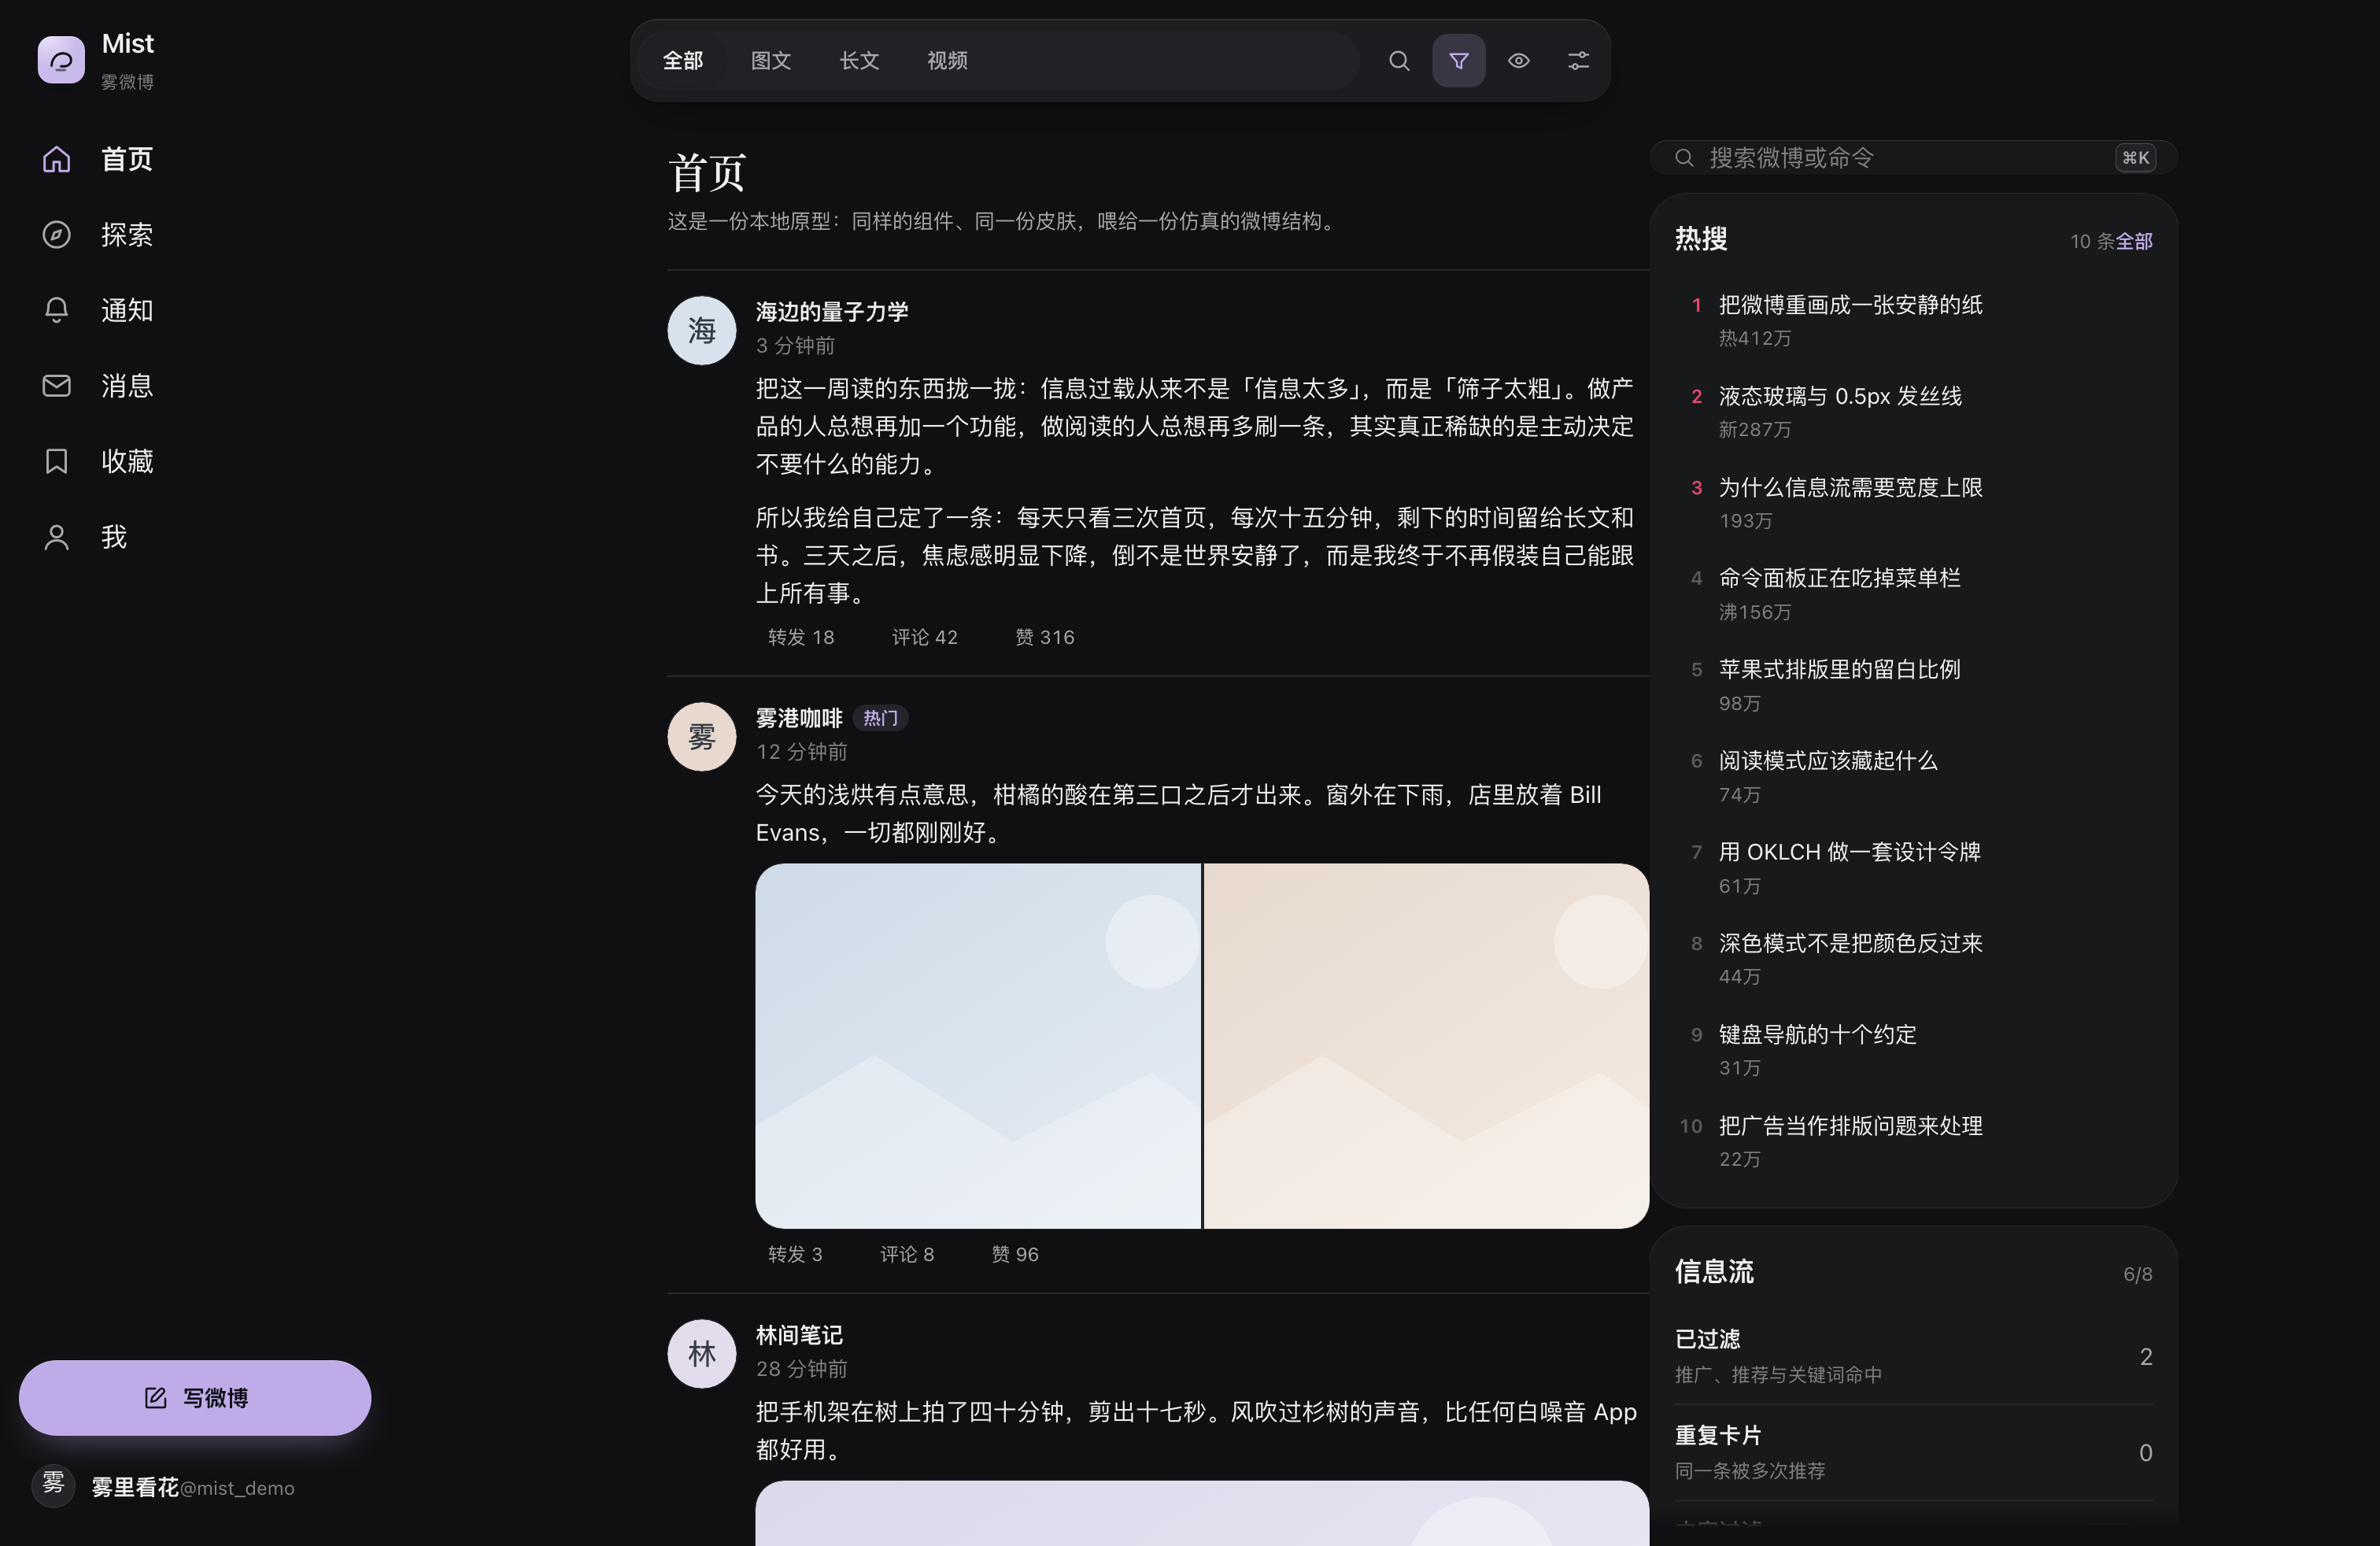 Mist
雾微博
首页
探索
通知
消息
收藏
我
写微博
雾
雾里看花@mist_demo
全部
图文
长文
视频
首页
这是一份本地原型：同样的组件、同一份皮肤，喂给一份仿真的微博结构。
海
海边的量子力学
3 分钟前
把这一周读的东西拢一拢：信息过载从来不是「信息太多」，而是「筛子太粗」。做产
品的人总想再加一个功能，做阅读的人总想再多刷一条，其实真正稀缺的是主动决定
不要什么的能力。
所以我给自己定了一条：每天只看三次首页，每次十五分钟，剩下的时间留给长文和
书。三天之后，焦虑感明显下降，倒不是世界安静了，而是我终于不再假装自己能跟
上所有事。
转发 18 评论 42 赞 316
雾
雾港咖啡 热门
12 分钟前
今天的浅烘有点意思，柑橘的酸在第三口之后才出来。窗外在下雨，店里放着 Bill
Evans，一切都刚刚好。
转发 3 评论 8 赞 96
林
林间笔记
28 分钟前
把手机架在树上拍了四十分钟，剪出十七秒。风吹过杉树的声音，比任何白噪音 App
都好用。
搜索微博或命令 ⌘K
热搜 10 条全部
1 把微博重画成一张安静的纸
热412万
2 液态玻璃与 0.5px 发丝线
新287万
3 为什么信息流需要宽度上限
193万
4 命令面板正在吃掉菜单栏
沸156万
5 苹果式排版里的留白比例
98万
6 阅读模式应该藏起什么
74万
7 用 OKLCH 做一套设计令牌
61万
8 深色模式不是把颜色反过来
44万
9 键盘导航的十个约定
31万
10 把广告当作排版问题来处理
22万
信息流 6/8
已过滤 2
推广、推荐与关键词命中
重复卡片 0
同一条被多次推荐